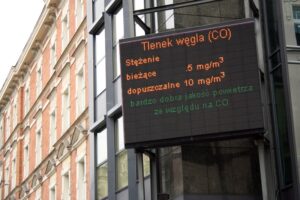 Tlenek węgla (CO)
Stężenie
bieżące .5 mg/m³
dopuszczalne 10 mg/m³
bardzo dobra jakość powietrza
ze względu na CO